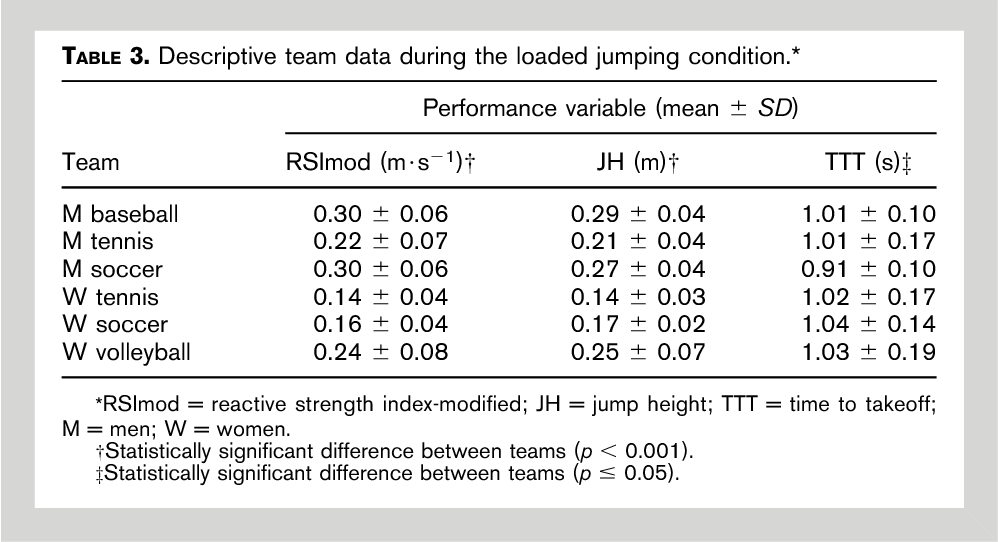 TABLE 3. Descriptive team data during the loaded jumping condition.*
Performance variable (mean ± SD)
Team RSImod (m·s⁻¹)† JH (m)† TTT (s)‡
M baseball 0.30 ± 0.06 0.29 ± 0.04 1.01 ± 0.10
M tennis 0.22 ± 0.07 0.21 ± 0.04 1.01 ± 0.17
M soccer 0.30 ± 0.06 0.27 ± 0.04 0.91 ± 0.10
W tennis 0.14 ± 0.04 0.14 ± 0.03 1.02 ± 0.17
W soccer 0.16 ± 0.04 0.17 ± 0.02 1.04 ± 0.14
W volleyball 0.24 ± 0.08 0.25 ± 0.07 1.03 ± 0.19
*RSImod = reactive strength index-modified; JH = jump height; TTT = time to takeoff;
M = men; W = women.
†Statistically significant difference between teams (p < 0.001).
‡Statistically significant difference between teams (p ≤ 0.05).